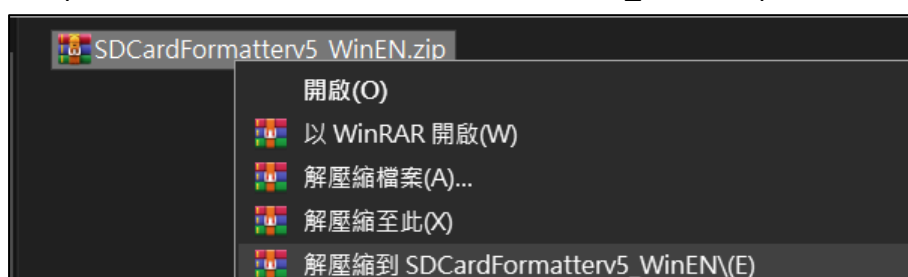 SDCardFormatterv5_WinEN.zip
開啟(O)
以 WinRAR 開啟(W)
解壓縮檔案(A)...
解壓縮至此(X)
解壓縮到 SDCardFormatterv5_WinEN\(E)